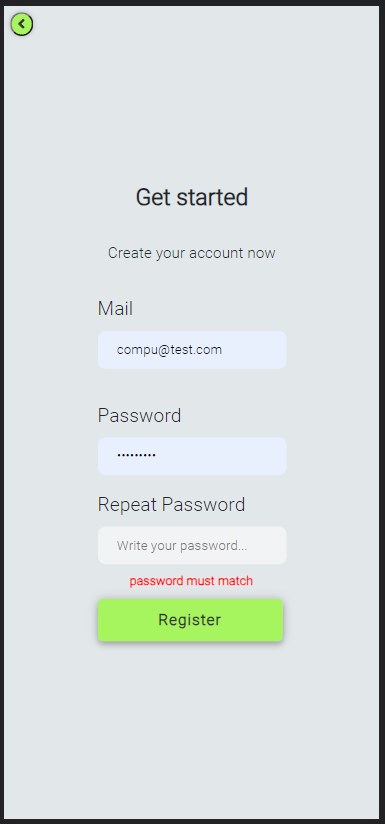 Get started
Create your account now
Mail
compu@test.com
Password
•••••••••
Repeat Password
Write your password...
password must match
Register